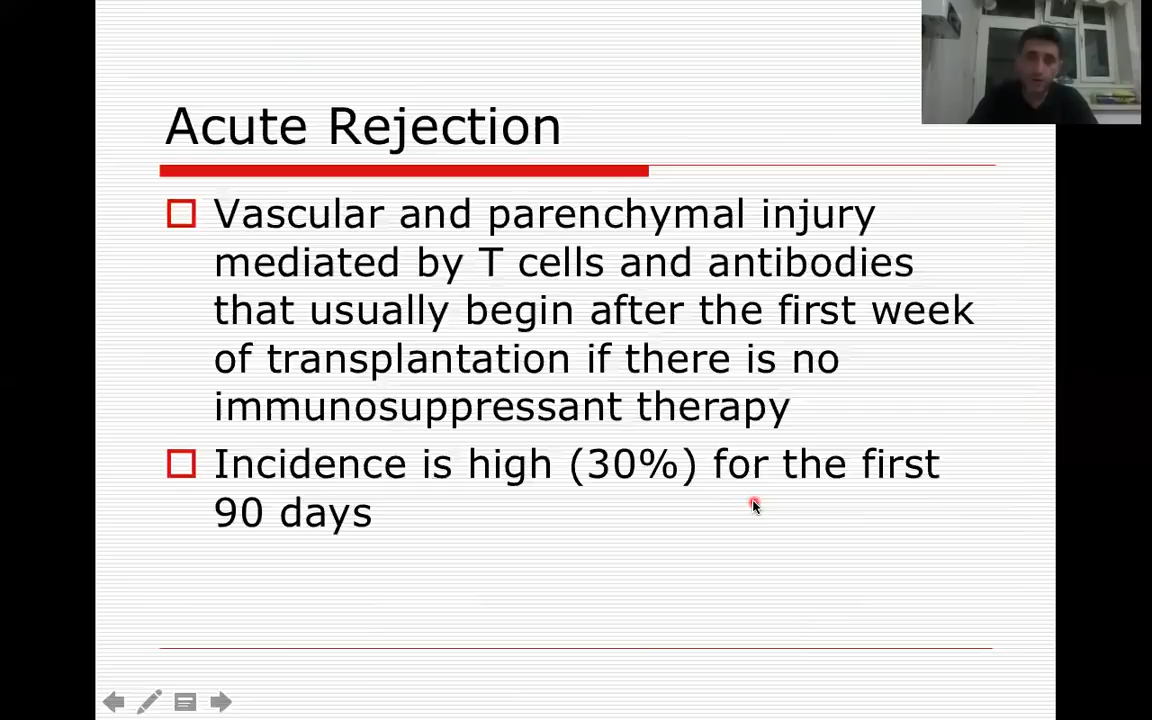 Acute Rejection
Vascular and parenchymal injury
mediated by T cells and antibodies
that usually begin after the first week
of transplantation if there is no
immunosuppressant therapy
Incidence is high (30%) for the first
90 days